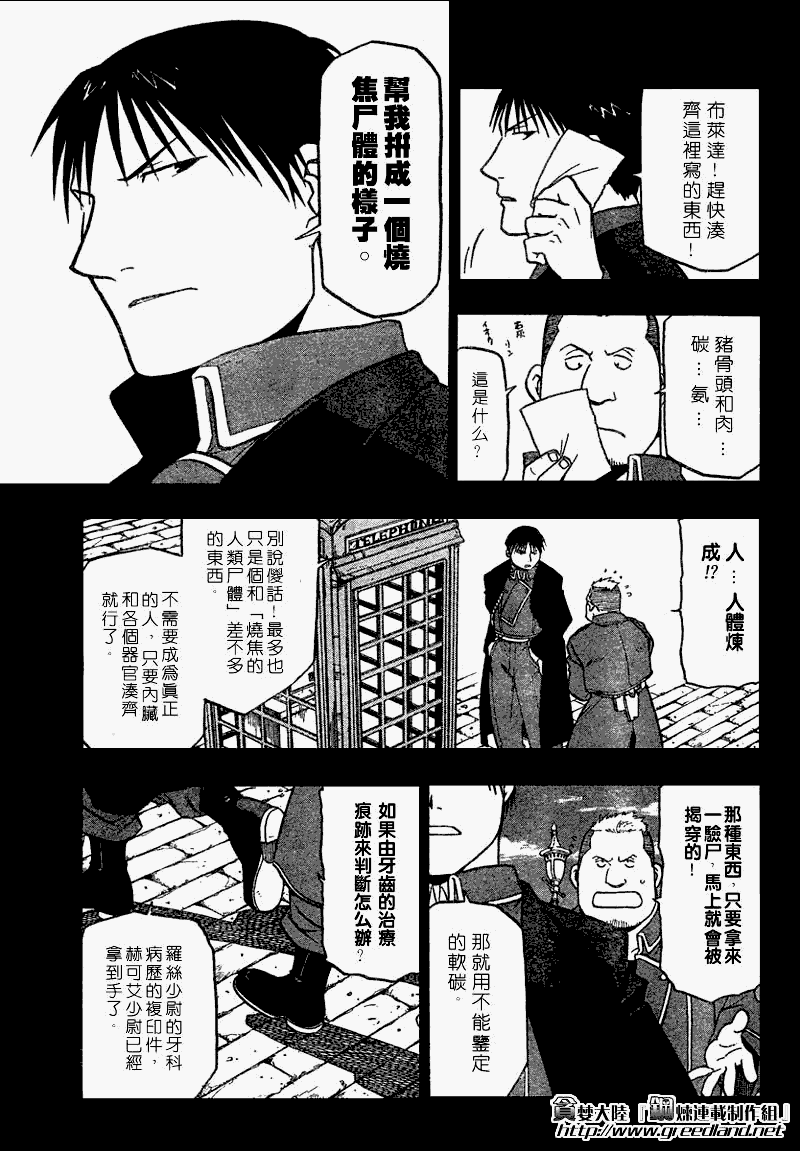 布萊達！趕快湊
齊這裡寫的東西！
豬骨頭和肉…
碳…氨…
這是什么？
幫我拼成一個燒
焦尸體的樣子。
人…人體煉
成！？
TELEPHONE
別說傻話！最多也
只是個和「燒焦的
人類尸體」差不多
的東西。
不需要成爲眞正
的人，只要內臟
和各個器官湊齊
就行了。
那種東西，只要拿來
一驗尸，馬上就會被
揭穿的！
那就用不能鑒定
的軟碳。
如果由牙齒的治療
痕跡來判斷怎么辦？
羅絲少尉的牙科
病歷的複印件，
赫可艾少尉已經
拿到手了。
貪婪大陸『鋼煉連載制作組』
http://www.greedland.net/